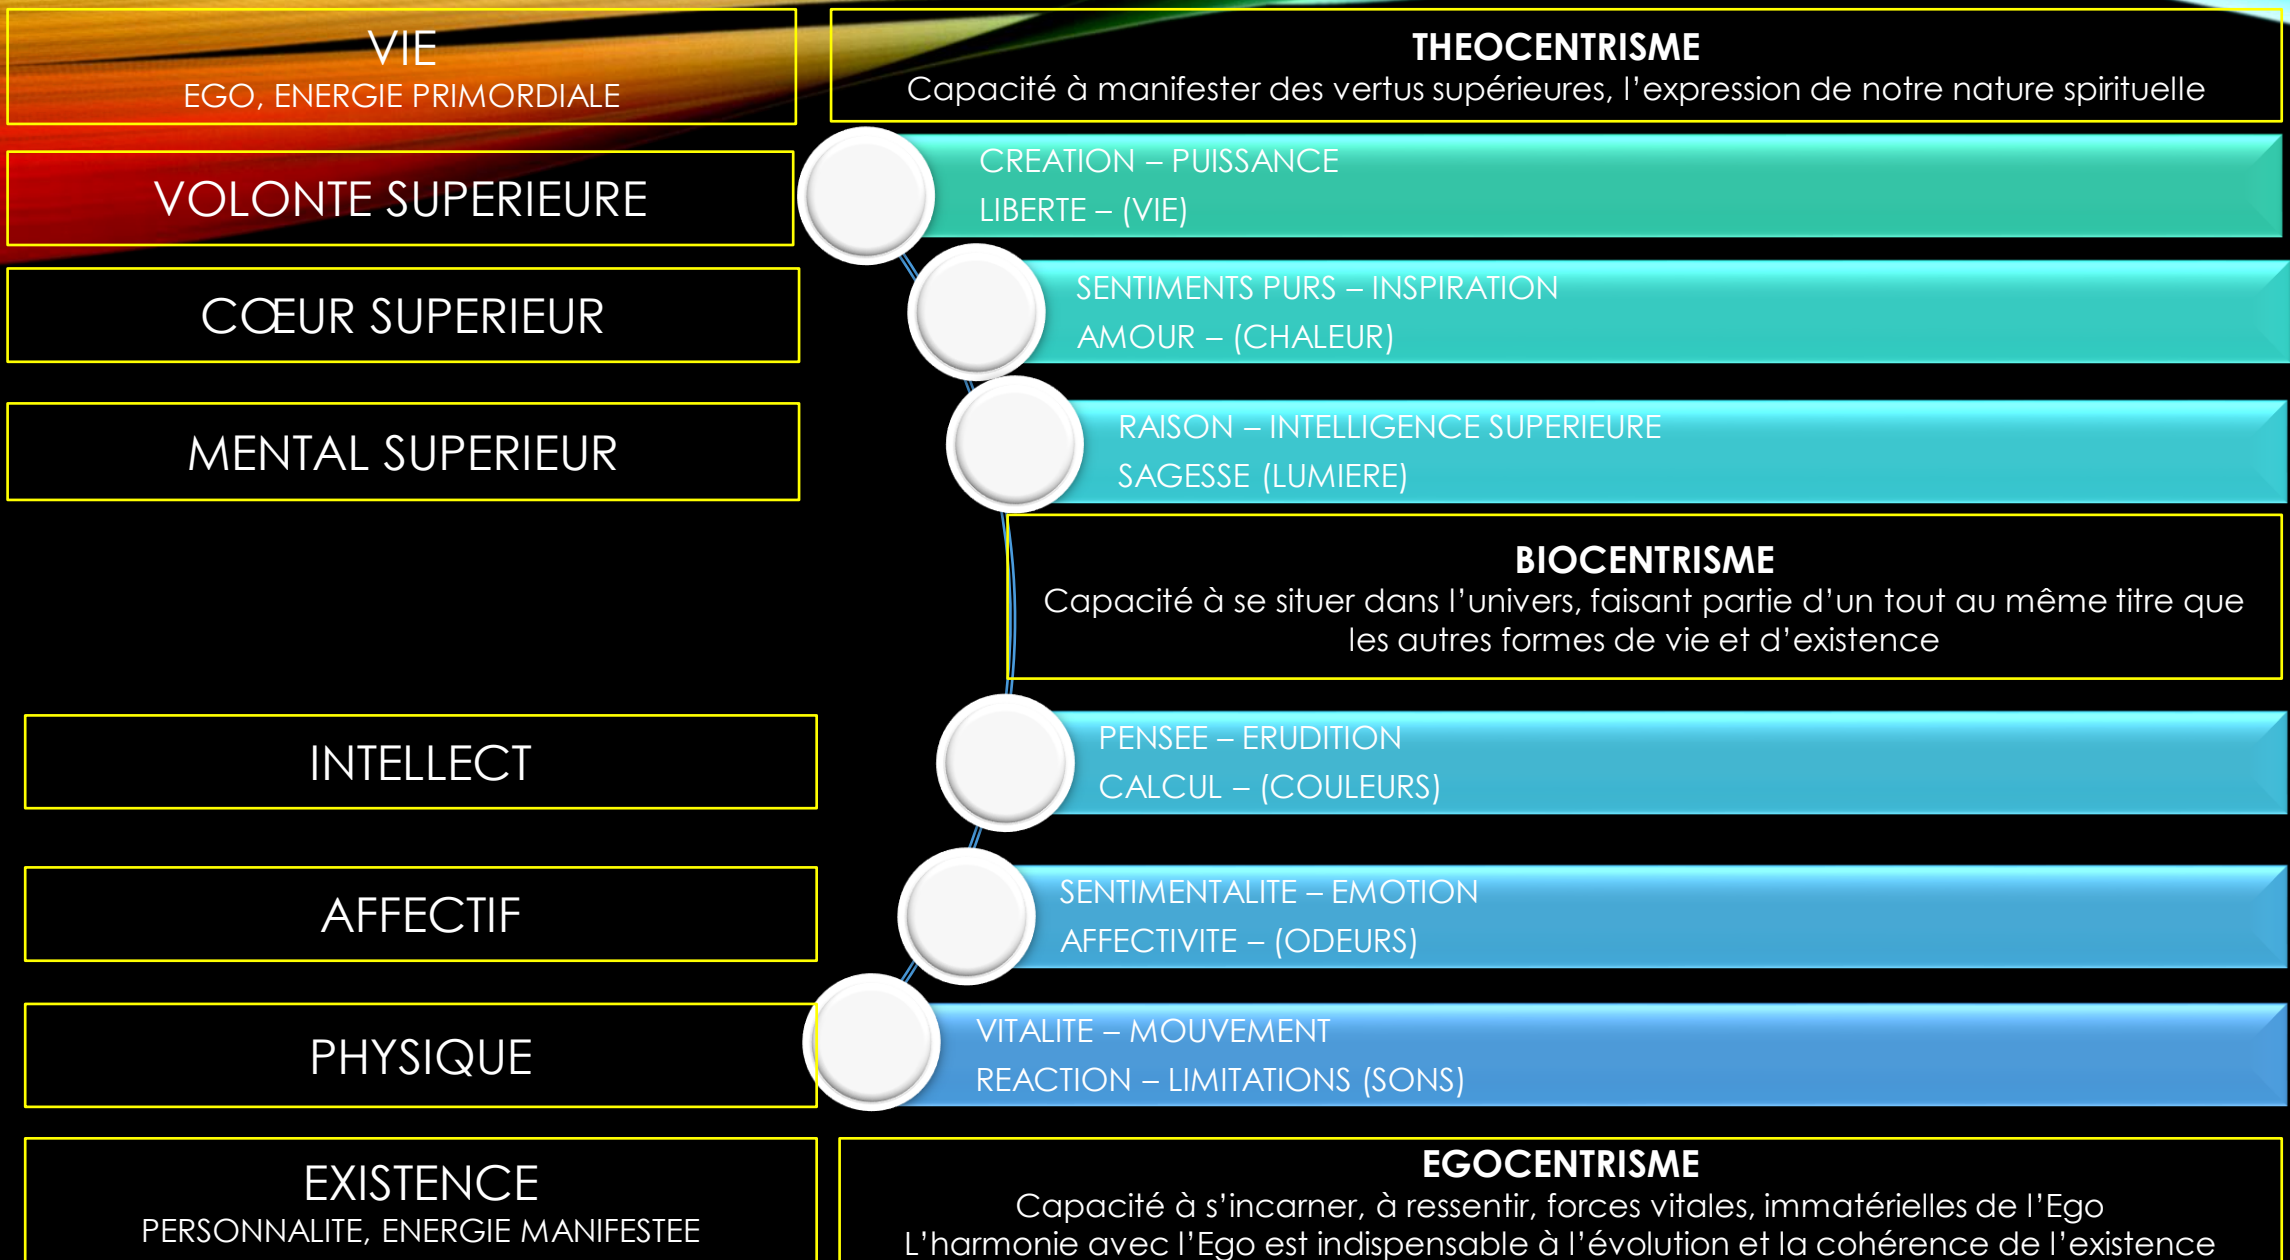 VIE
EGO, ENERGIE PRIMORDIALE
THEOCENTRISME
Capacité à manifester des vertus supérieures, l’expression de notre nature spirituelle
VOLONTE SUPERIEURE
CREATION – PUISSANCE
LIBERTE – (VIE)
CŒUR SUPERIEUR
SENTIMENTS PURS – INSPIRATION
AMOUR – (CHALEUR)
MENTAL SUPERIEUR
RAISON – INTELLIGENCE SUPERIEURE
SAGESSE (LUMIERE)
BIOCENTRISME
Capacité à se situer dans l’univers, faisant partie d’un tout au même titre que
les autres formes de vie et d’existence
INTELLECT
PENSEE – ERUDITION
CALCUL – (COULEURS)
AFFECTIF
SENTIMENTALITE – EMOTION
AFFECTIVITE – (ODEURS)
PHYSIQUE
VITALITE – MOUVEMENT
REACTION – LIMITATIONS (SONS)
EXISTENCE
PERSONNALITE, ENERGIE MANIFESTEE
EGOCENTRISME
Capacité à s’incarner, à ressentir, forces vitales, immatérielles de l’Ego
L’harmonie avec l’Ego est indispensable à l’évolution et la cohérence de l’existence